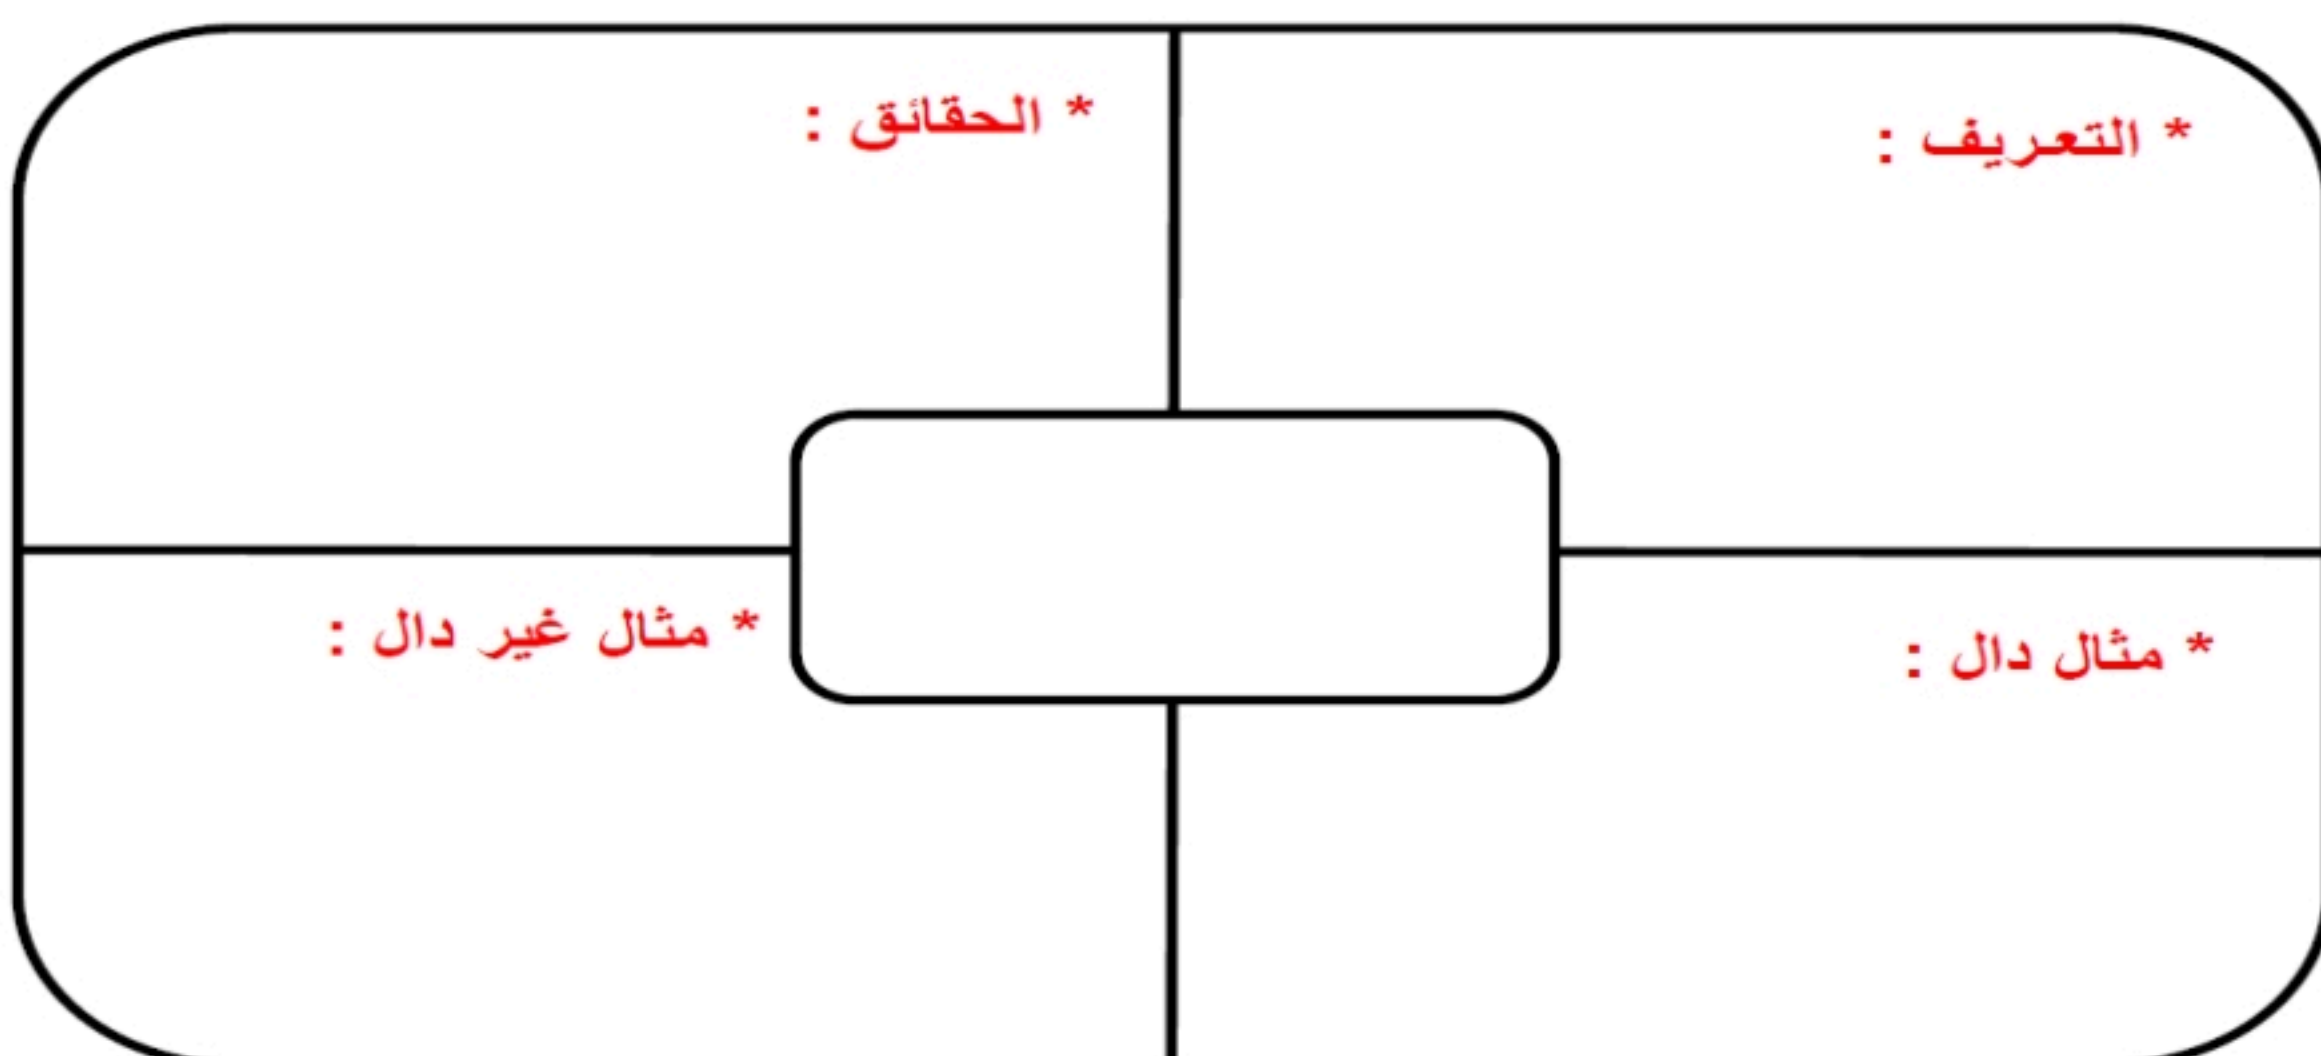 * التعريف :
* الحقائق :
* مثال دال :
* مثال غير دال :